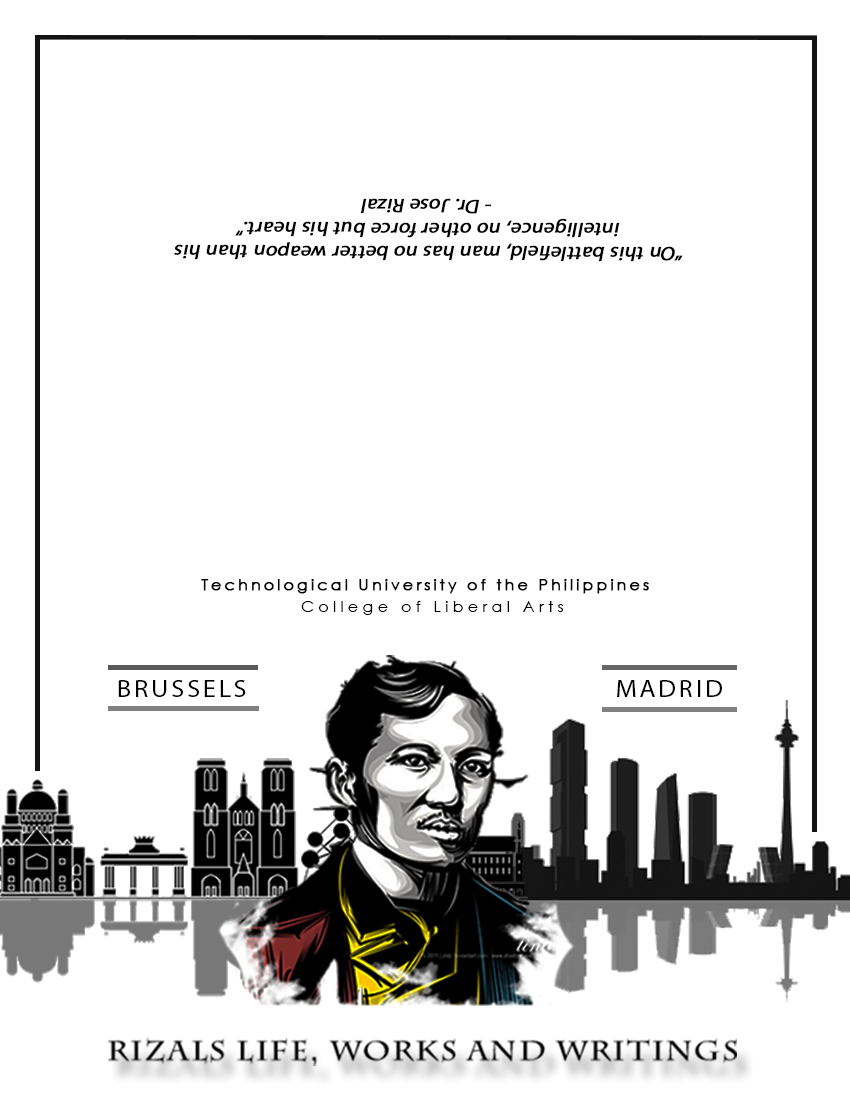 “On this battlefield, man has no better weapon than his
intelligence, no other force but his heart.”
- Dr. Jose Rizal
Technological University of the Philippines
College of Liberal Arts
BRUSSELS
MADRID
RIZALS LIFE, WORKS AND WRITINGS